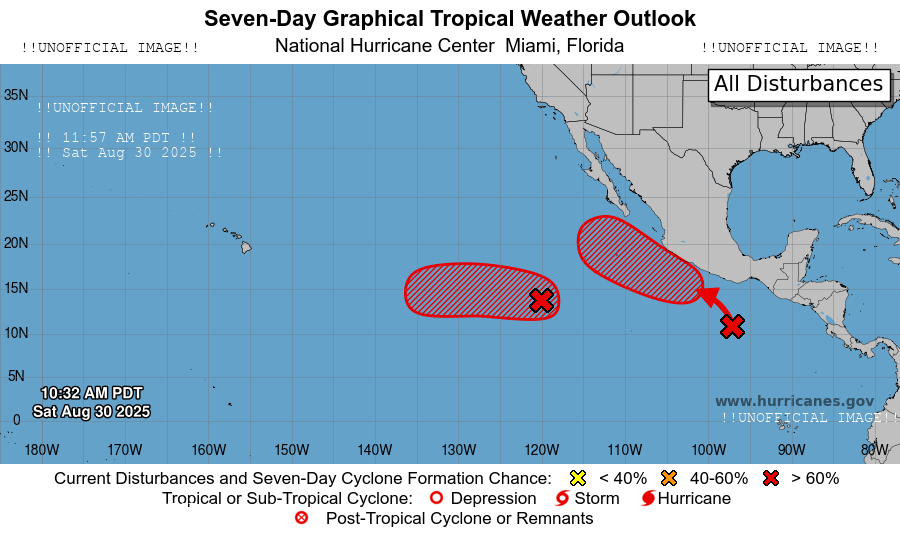 Seven-Day Graphical Tropical Weather Outlook
!!UNOFFICIAL IMAGE!! National Hurricane Center Miami, Florida !!UNOFFICIAL IMAGE!!
All Disturbances
35N
!!UNOFFICIAL IMAGE!!
!! 11:57 AM PDT !!
30N
!! Sat Aug 30 2025 !!
25N
20N
15N
10N
5N
10:32 AM PDT
Sat Aug 30 2025
www.hurricanes.gov
!!UNOFFICIAL IMAGE!!
0
180W 170W 160W 150W 140W 130W 120W 110W 100W 90W 80W
Current Disturbances and Seven-Day Cyclone Formation Chance: < 40% 40-60% > 60%
Tropical or Sub-Tropical Cyclone: Depression Storm Hurricane
Post-Tropical Cyclone or Remnants